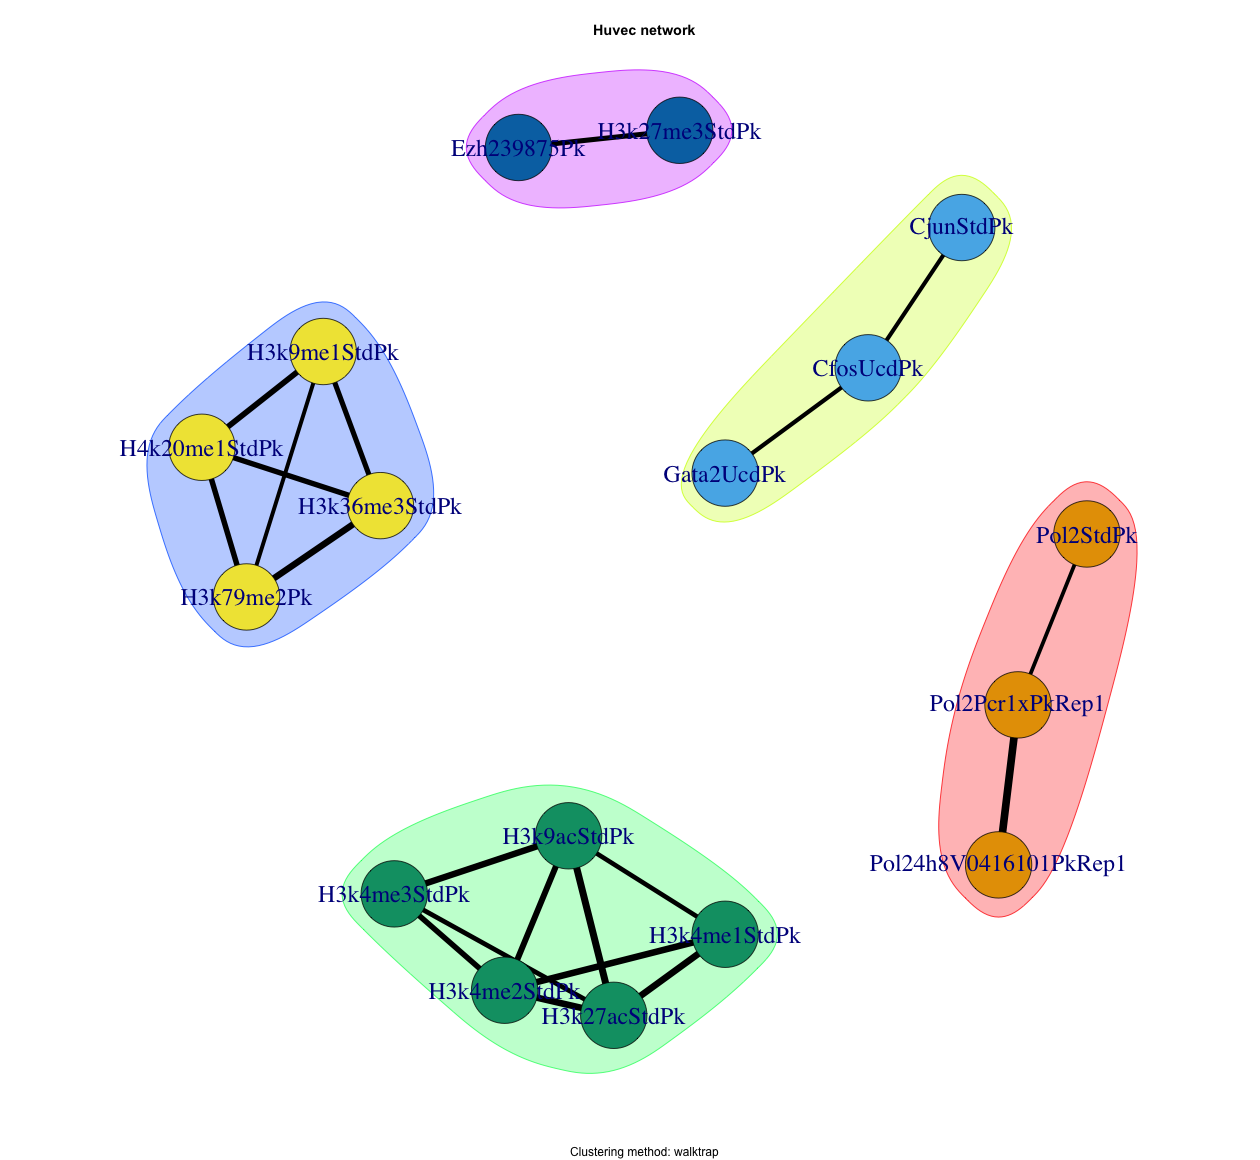 Huvec network
H3k27me3StdPk
Ezh239875Pk
CjunStdPk
H3k9me1StdPk
CfosUcdPk
H4k20me1StdPk
Gata2UcdPk
H3k36me3StdPk
Pol2StdPk
H3k79me2Pk
Pol2Pcr1xPkRep1
H3k9acStdPk
Pol24h8V0416101PkRep1
H3k4me3StdPk
H3k4me1StdPk
H3k4me2StdPk
H3k27acStdPk
Clustering method: walktrap